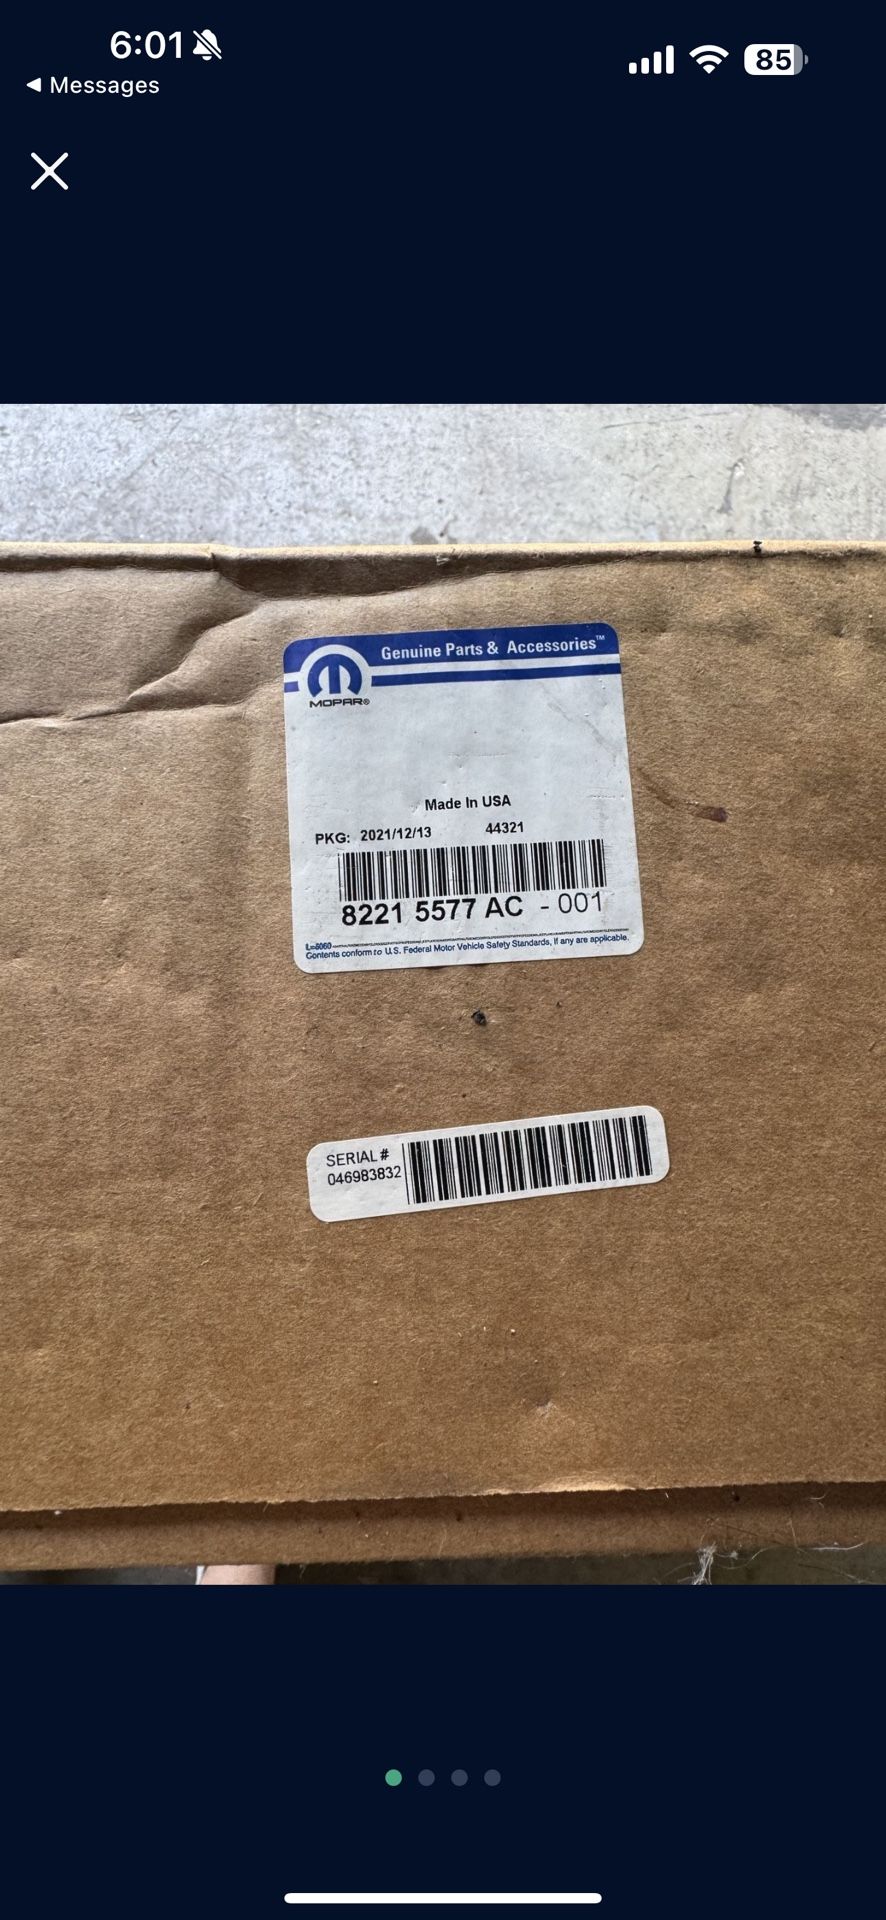 6:01
85
Messages
Genuine Parts & Accessories™
MOPAR®
Made In USA
PKG: 2021/12/13 44321
8221 5577 AC - 001
L-5060
Contents conform to U.S. Federal Motor Vehicle Safety Standards, if any are applicable.
SERIAL#
046983832